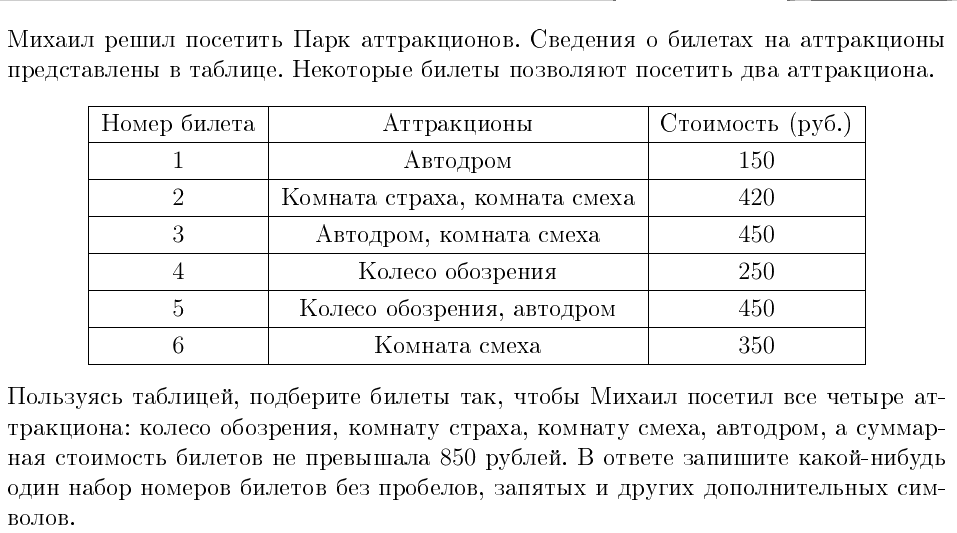 Михаил решил посетить Парк аттракционов. Сведения о билетах на аттракционы
представлены в таблице. Некоторые билеты позволяют посетить два аттракциона.
Номер билета Аттракционы Стоимость (руб.)
1 Автодром 150
2 Комната страха, комната смеха 420
3 Автодром, комната смеха 450
4 Колесо обозрения 250
5 Колесо обозрения, автодром 450
6 Комната смеха 350
Пользуясь таблицей, подберите билеты так, чтобы Михаил посетил все четыре ат-
тракциона: колесо обозрения, комнату страха, комнату смеха, автодром, а суммар-
ная стоимость билетов не превышала 850 рублей. В ответе запишите какой-нибудь
один набор номеров билетов без пробелов, запятых и других дополнительных сим-
волов.